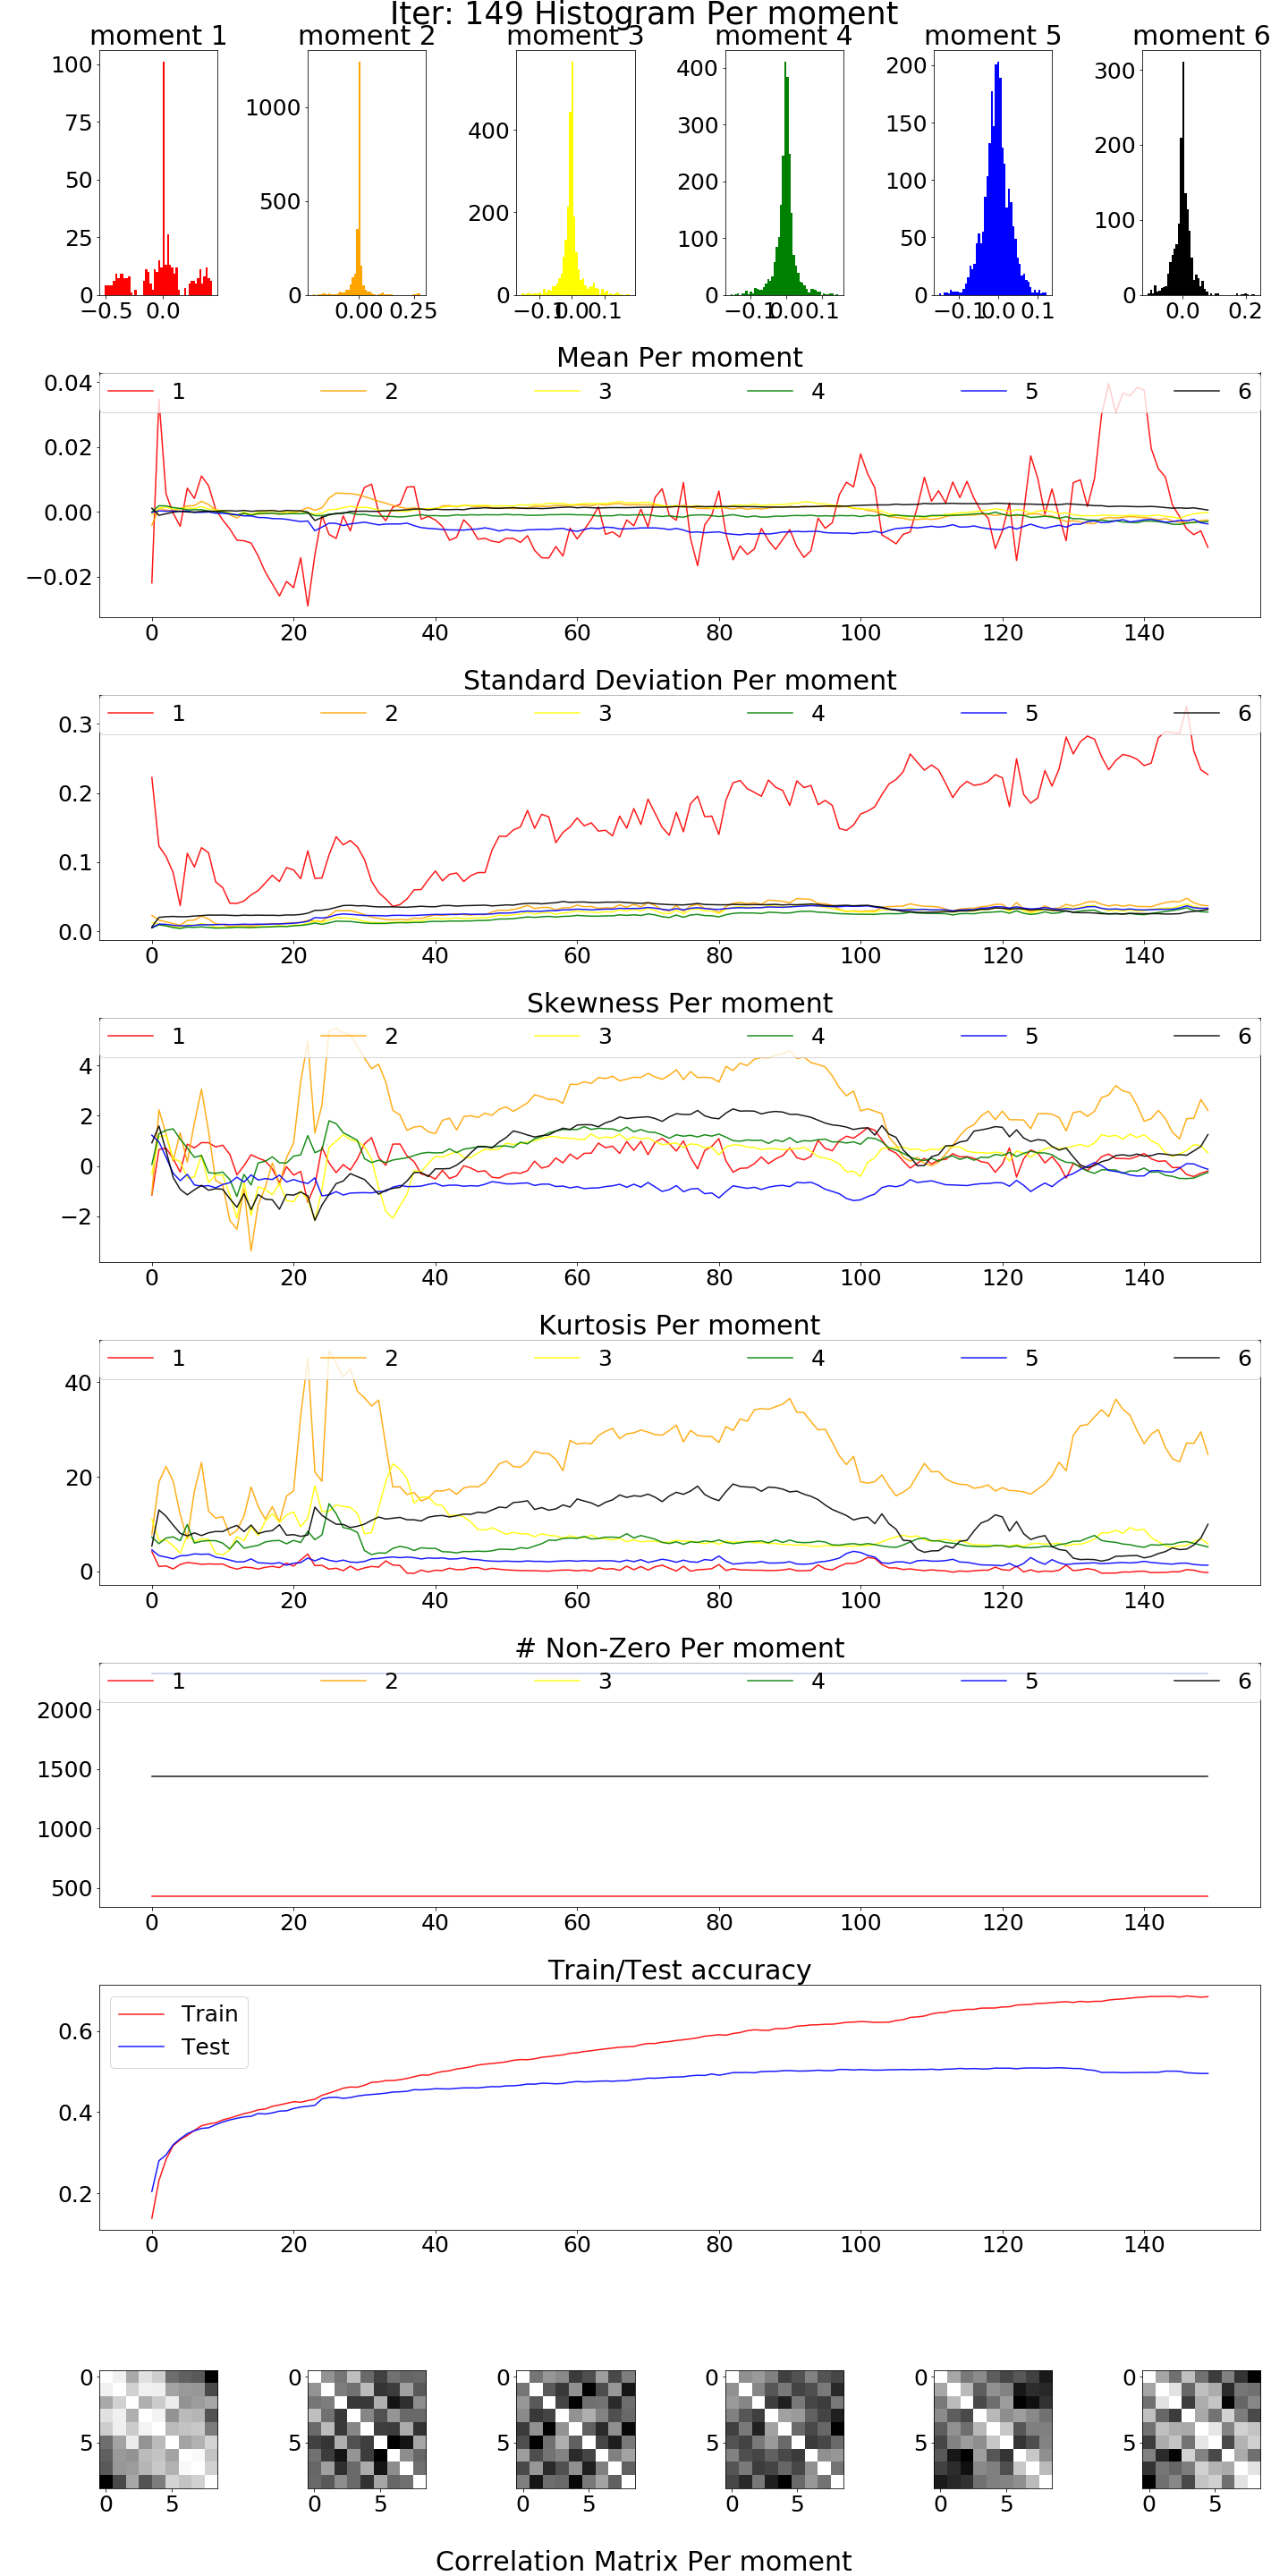 Iter: 149 Histogram Per moment
moment 1 moment 2 moment 3 moment 4 moment 5 moment 6
100 1000 400 400 200 300
75 500 200 300 150 200
50 0 0 200 100 100
25 100 50 0
0 0 0
−0.5 0.0 0.00 0.25 −0.1 0.0 0.1 −0.1 0.0 0.1 −0.1 0.0 0.1 0.0 0.2
Mean Per moment
1 2 3 4 5 6
0.04
0.02
0.00
−0.02
0 20 40 60 80 100 120 140
Standard Deviation Per moment
1 2 3 4 5 6
0.3
0.2
0.1
0.0
0 20 40 60 80 100 120 140
Skewness Per moment
1 2 3 4 5 6
4
2
0
−2
0 20 40 60 80 100 120 140
Kurtosis Per moment
1 2 3 4 5 6
40
20
0
0 20 40 60 80 100 120 140
# Non-Zero Per moment
1 2 3 4 5 6
2000
1500
1000
500
0 20 40 60 80 100 120 140
Train/Test accuracy
Train
Test
0.6
0.4
0.2
0 20 40 60 80 100 120 140
0 0 0 0 0 0
5 5 5 5 5 5
0 5 0 5 0 5 0 5 0 5 0 5
Correlation Matrix Per moment